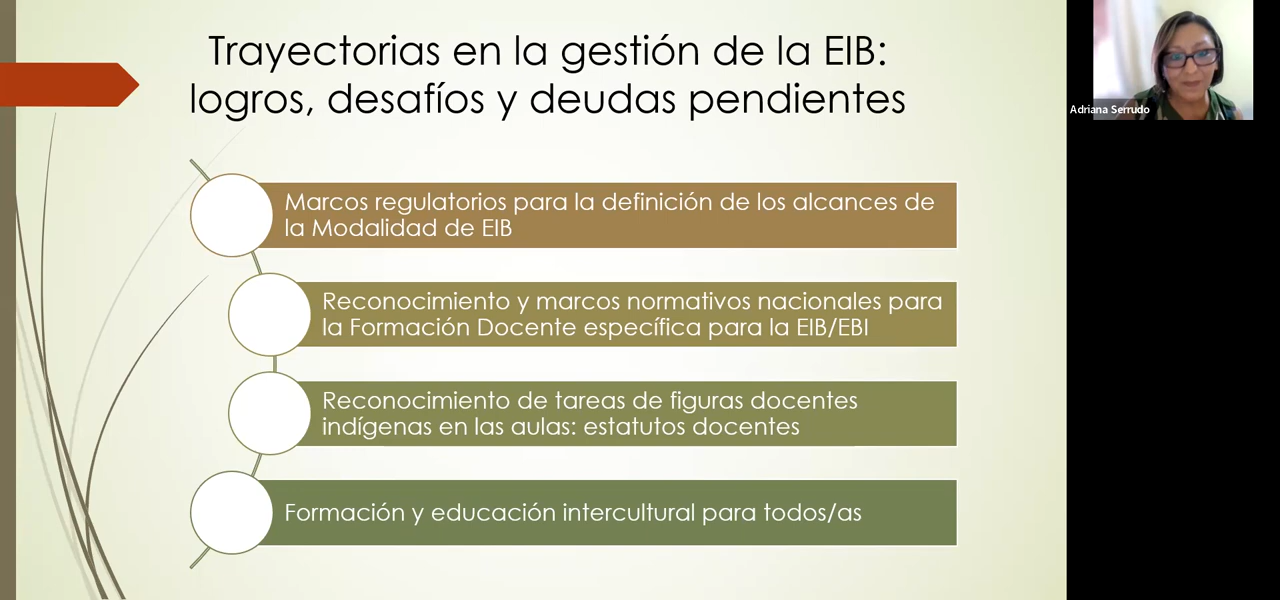 Trayectorias en la gestión de la EIB:
logros, desafíos y deudas pendientes
Marcos regulatorios para la definición de los alcances de
la Modalidad de EIB
Reconocimiento y marcos normativos nacionales para
la Formación Docente específica para la EIB/EBI
Reconocimiento de tareas de figuras docentes
indígenas en las aulas: estatutos docentes
Formación y educación intercultural para todos/as
Adriana Serrudo